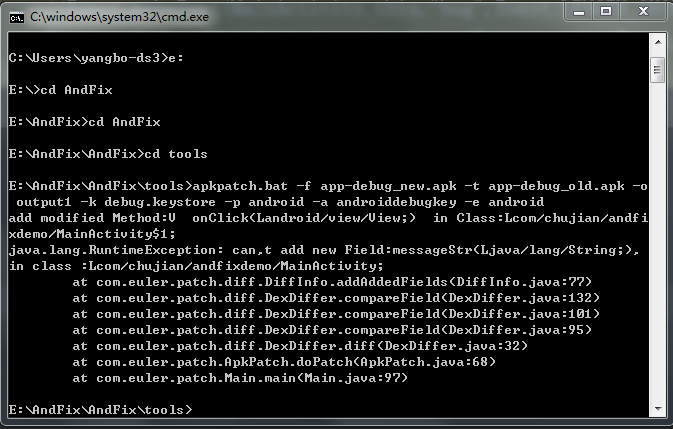 C:\windows\system32\cmd.exe
C:\Users\yangbo-ds3>e:
E:\>cd AndFix
E:\AndFix>cd AndFix
E:\AndFix\AndFix>cd tools
E:\AndFix\AndFix\tools>apkpatch.bat -f app-debug_new.apk -t app-debug_old.apk -o
 output1 -k debug.keystore -p android -a androiddebugkey -e android
add modified Method:V  onClick(Landroid/view/View;)  in Class:Lcom/chujian/andfi
xdemo/MainActivity$1;
java.lang.RuntimeException: can,t add new Field:messageStr(Ljava/lang/String;),
in class :Lcom/chujian/andfixdemo/MainActivity;
        at com.euler.patch.diff.DiffInfo.addAddedFields(DiffInfo.java:77)
        at com.euler.patch.diff.DexDiffer.compareField(DexDiffer.java:132)
        at com.euler.patch.diff.DexDiffer.compareField(DexDiffer.java:101)
        at com.euler.patch.diff.DexDiffer.compareField(DexDiffer.java:95)
        at com.euler.patch.diff.DexDiffer.diff(DexDiffer.java:32)
        at com.euler.patch.ApkPatch.doPatch(ApkPatch.java:68)
        at com.euler.patch.Main.main(Main.java:97)
E:\AndFix\AndFix\tools>